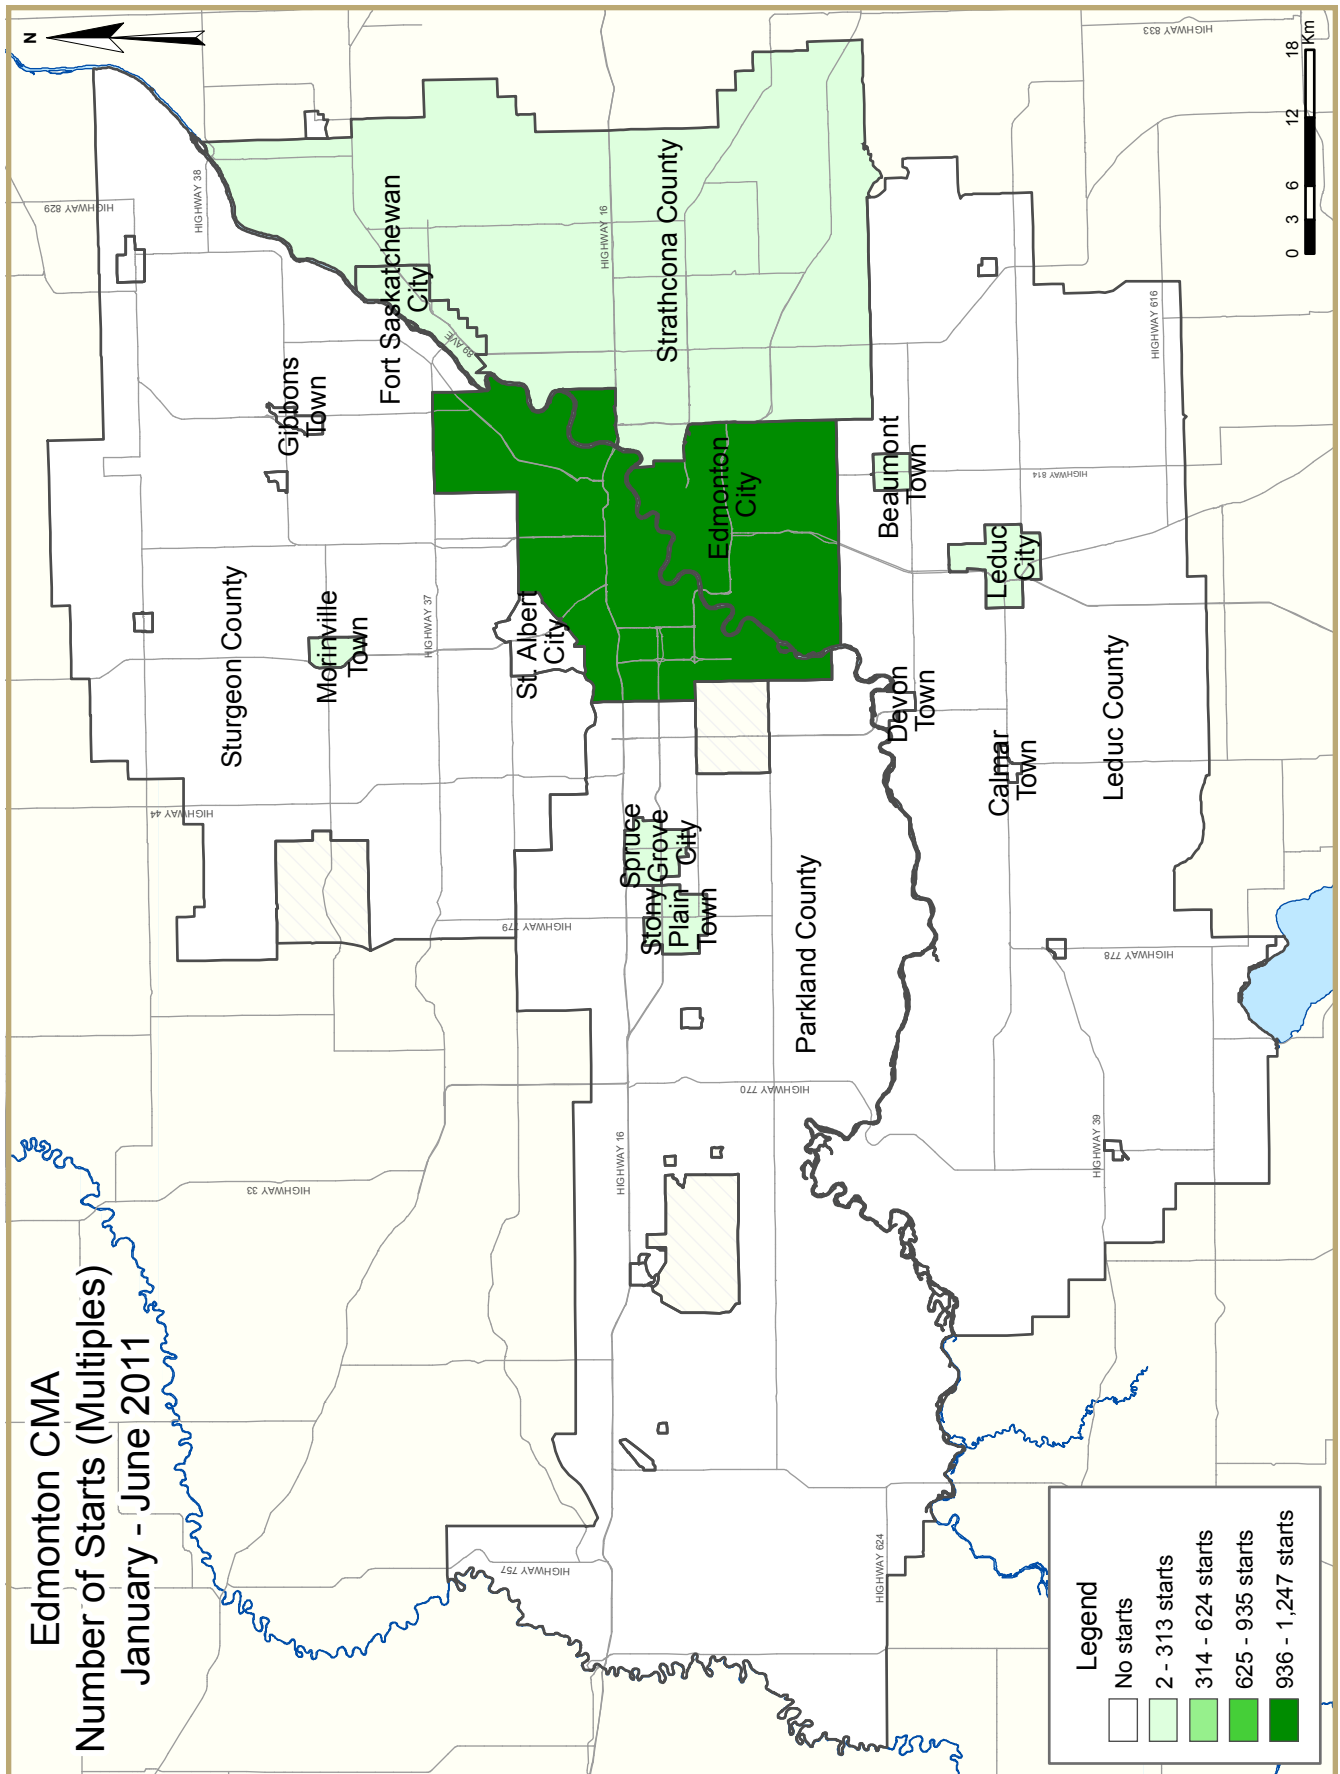 Edmonton CMA
Number of Starts (Multiples)
January - June 2011
N
HIGHWAY 833
HIGHWAY 829
HIGHWAY 38
HIGHWAY 16
Fort Saskatchewan
City
89 AVE
Strathcona County
Gibbons
Town
HIGHWAY 616
Sturgeon County
Morinville
Town
HIGHWAY 37
St. Albert
City
Edmonton
City
Beaumont
Town
HIGHWAY 814
Leduc
City
HIGHWAY 44
Devon
Town
Calmar
Town
Leduc County
Spruce
Grove
City
Stony
Plain
Town
HIGHWAY 779
Parkland County
HIGHWAY 778
HIGHWAY 770
HIGHWAY 33
HIGHWAY 16
HIGHWAY 39
HIGHWAY 757
HIGHWAY 624
0 3 6 12 18
Km
Legend
No starts
2 - 313 starts
314 - 624 starts
625 - 935 starts
936 - 1,247 starts